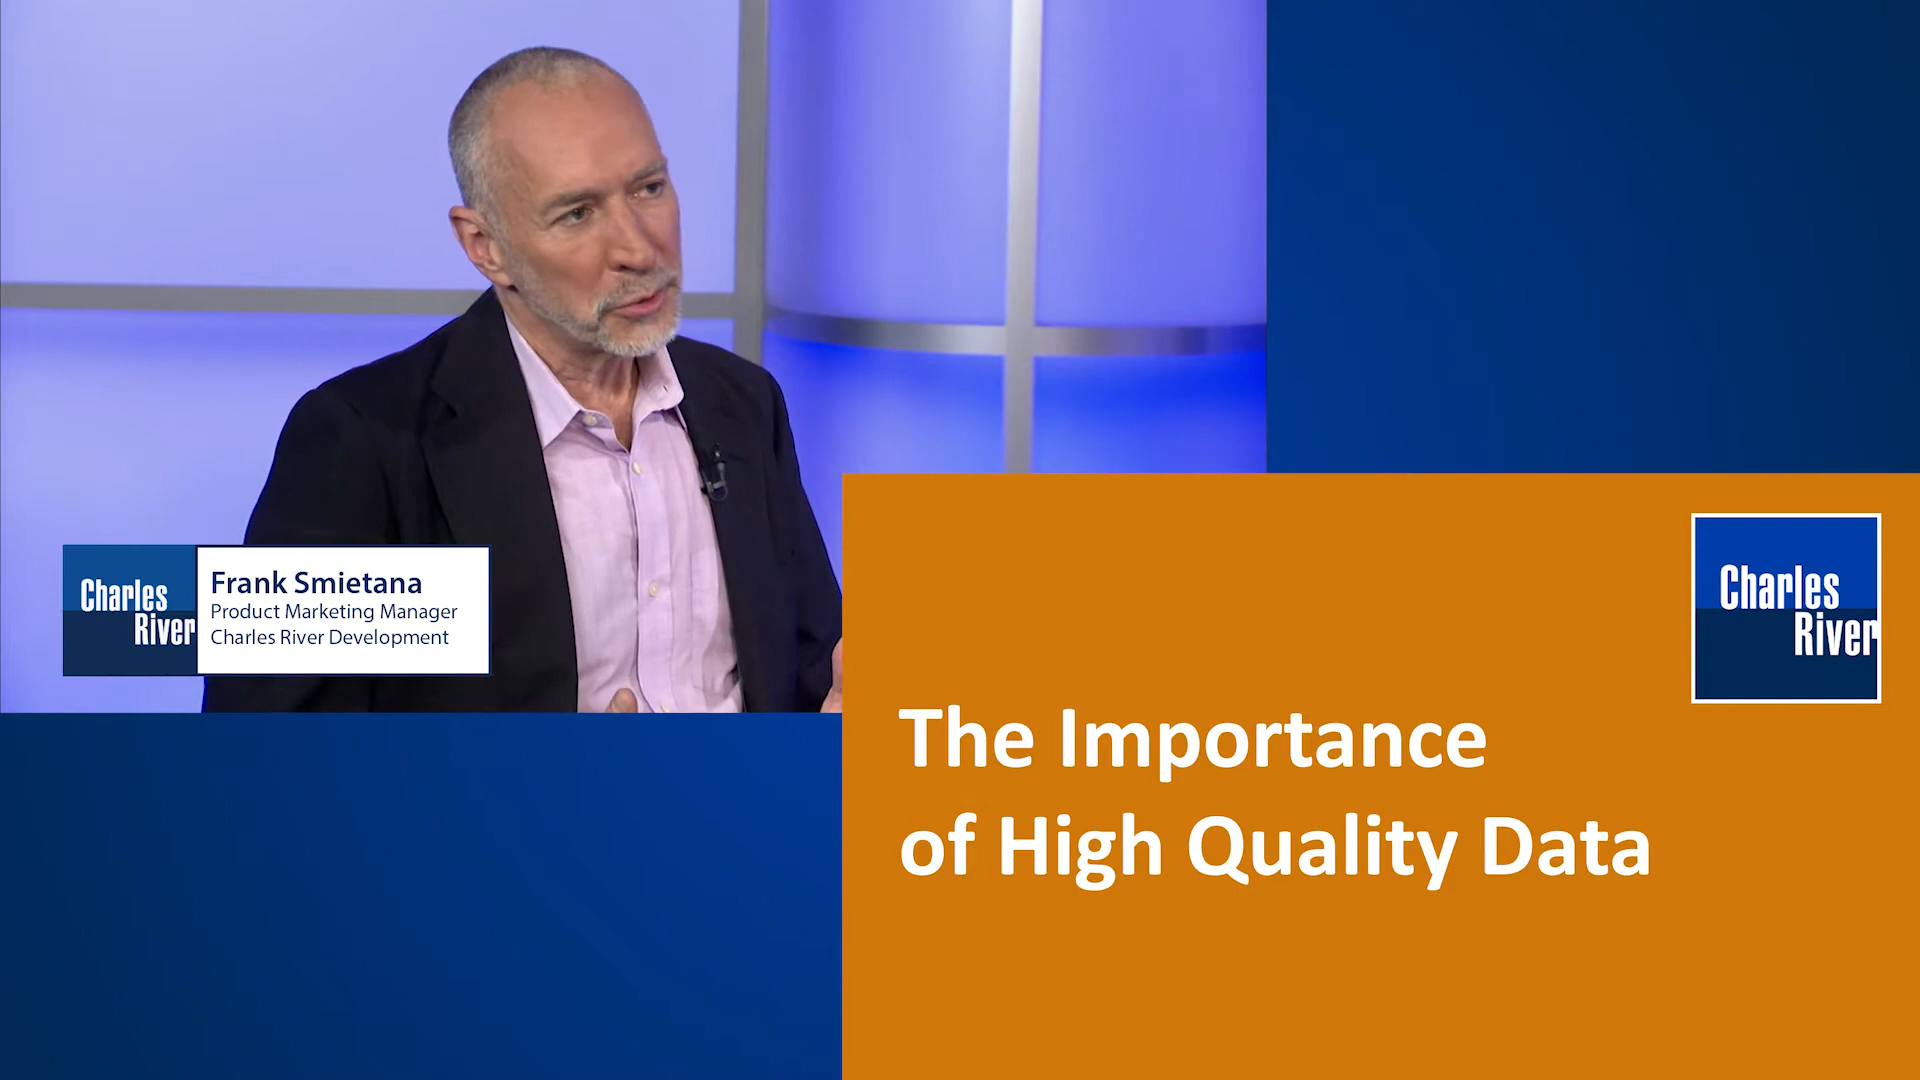 Charles
River
Frank Smietana
Product Marketing Manager
Charles River Development
Charles
River
The Importance
of High Quality Data